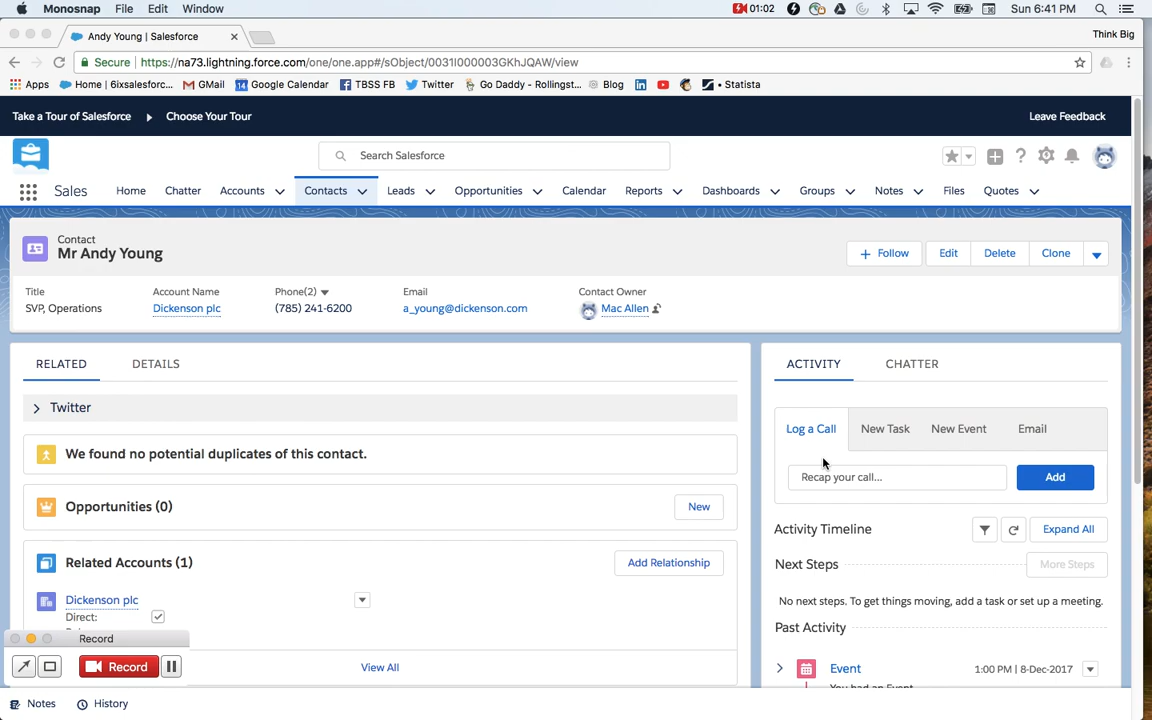 Monosnap File Edit Window 01:02 Sun 6:41 PM
Andy Young | Salesforce Think Big
Secure https://na73.lightning.force.com/one/one.app#/sObject/0031I000003GKhJQAW/view
Apps Home | 6ixsalesforc... GMail 14 Google Calendar TBSS FB Twitter Go Daddy - Rollingst... Blog • Statista
Take a Tour of Salesforce Choose Your Tour Leave Feedback
Search Salesforce
Sales Home Chatter Accounts Contacts Leads Opportunities Calendar Reports Dashboards Groups Notes Files Quotes
Contact
Mr Andy Young
+ Follow Edit Delete Clone
Title Account Name Phone(2) Email Contact Owner
SVP, Operations Dickenson plc (785) 241-6200 a_young@dickenson.com Mac Allen
RELATED DETAILS ACTIVITY CHATTER
Twitter
Log a Call New Task New Event Email
We found no potential duplicates of this contact.
Recap your call... Add
Opportunities (0) New
Activity Timeline Expand All
Related Accounts (1) Add Relationship
Next Steps More Steps
Dickenson plc
No next steps. To get things moving, add a task or set up a meeting.
Direct:
Past Activity
Record
Record
View All
Event 1:00 PM | 8-Dec-2017
You had an Event
Notes History